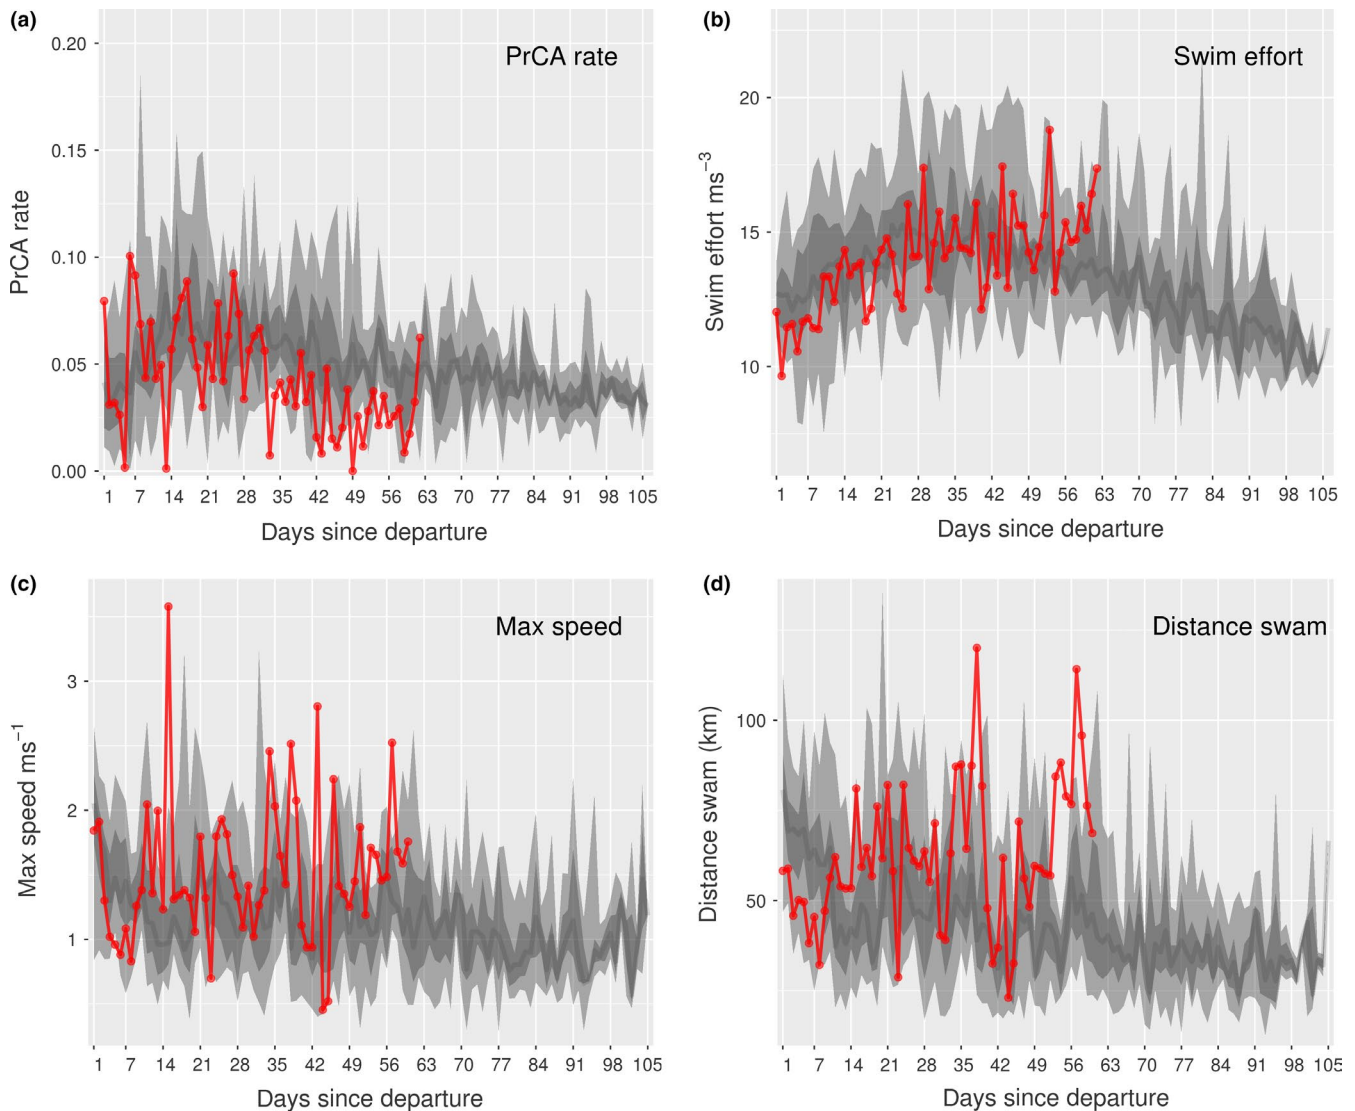 (a)
PrCA rate
PrCA rate
0.20
0.15
0.10
0.05
0.00
1 7 14 21 28 35 42 49 56 63 70 77 84 91 98 105
Days since departure
(b)
Swim effort
Swim effort ms⁻³
20
15
10
1 7 14 21 28 35 42 49 56 63 70 77 84 91 98 105
Days since departure
(c)
Max speed
Max speed ms⁻¹
3
2
1
1 7 14 21 28 35 42 49 56 63 70 77 84 91 98 105
Days since departure
(d)
Distance swam
Distance swam (km)
100
50
1 7 14 21 28 35 42 49 56 63 70 77 84 91 98 105
Days since departure